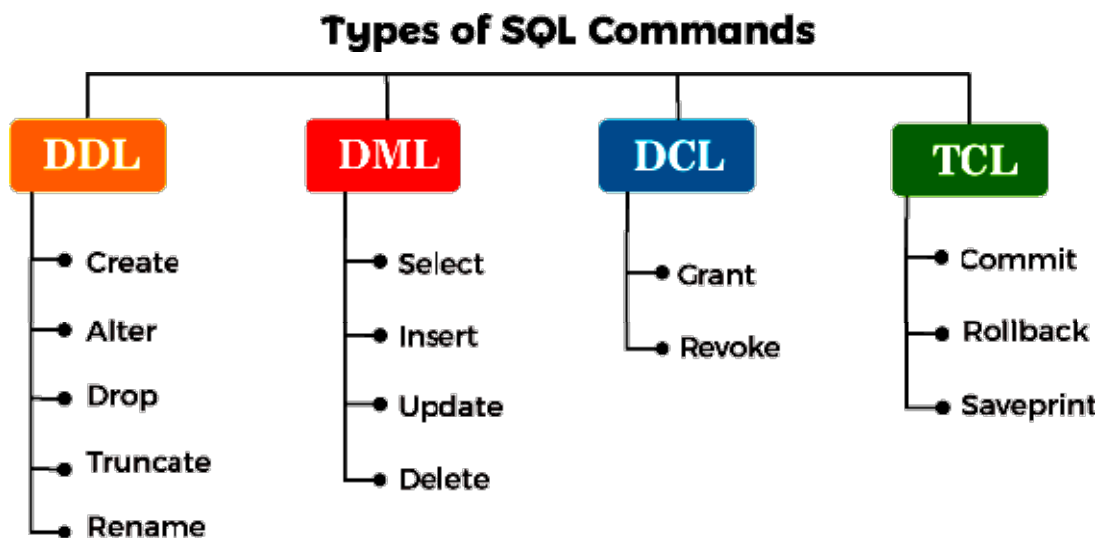 Types of SQL Commands
DDL
Create
Alter
Drop
Truncate
Rename
DML
Select
Insert
Update
Delete
DCL
Grant
Revoke
TCL
Commit
Rollback
Saveprint